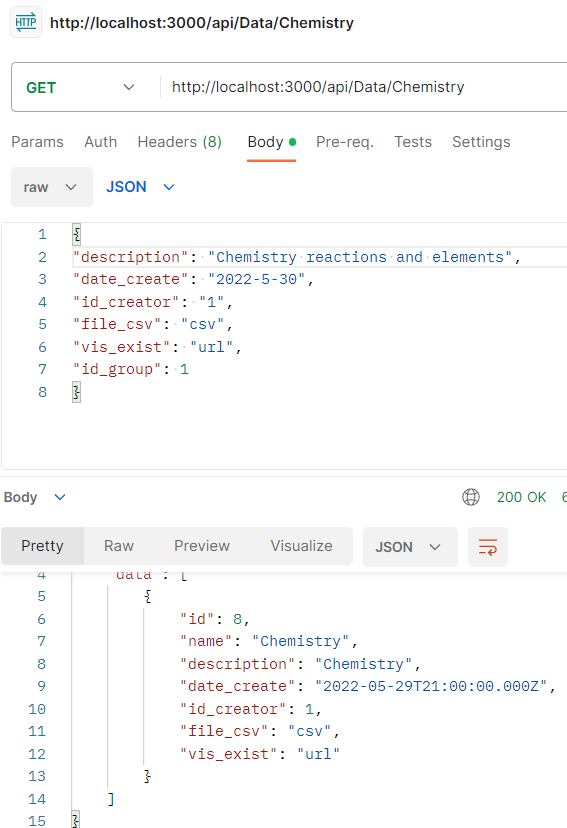 HTTP http://localhost:3000/api/Data/Chemistry
GET http://localhost:3000/api/Data/Chemistry
Params Auth Headers (8) Body Pre-req. Tests Settings
raw JSON
1 {
2 "description": "Chemistry reactions and elements",
3 "date_create": "2022-5-30",
4 "id_creator": "1",
5 "file_csv": "csv",
6 "vis_exist": "url",
7 "id_group": 1
8 }
Body 200 OK 6
Pretty Raw Preview Visualize JSON
4 "data": [
5 {
6 "id": 8,
7 "name": "Chemistry",
8 "description": "Chemistry",
9 "date_create": "2022-05-29T21:00:00.000Z",
10 "id_creator": 1,
11 "file_csv": "csv",
12 "vis_exist": "url"
13 }
14 ]
15 }